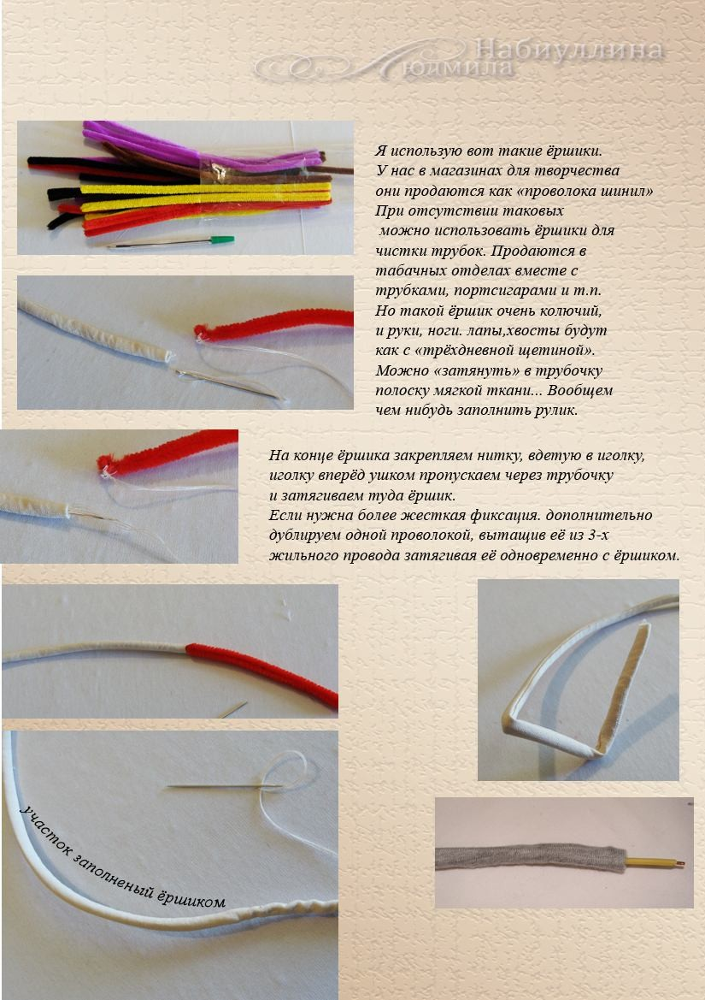 Набиуллина
Людмила
Я использую вот такие ёршики.
У нас в магазинах для творчества
они продаются как «проволока шинил»
При отсутствии таковых
можно использовать ёршики для
чистки трубок. Продаются в
табачных отделах вместе с
трубками, портсигарами и т.п.
Но такой ёршик очень колючий,
и руки, ноги. лапы,хвосты будут
как с «трёхдневной щетиной».
Можно «затянуть» в трубочку
полоску мягкой ткани... Вообщем
чем нибудь заполнить рулик.
На конце ёршика закрепляем нитку, вдетую в иголку,
иголку вперёд ушком пропускаем через трубочку
и затягиваем туда ёршик.
Если нужна более жесткая фиксация. дополнительно
дублируем одной проволокой, вытащив её из 3-х
жильного провода затягивая её одновременно с ёршиком.
участок заполненый ёршиком